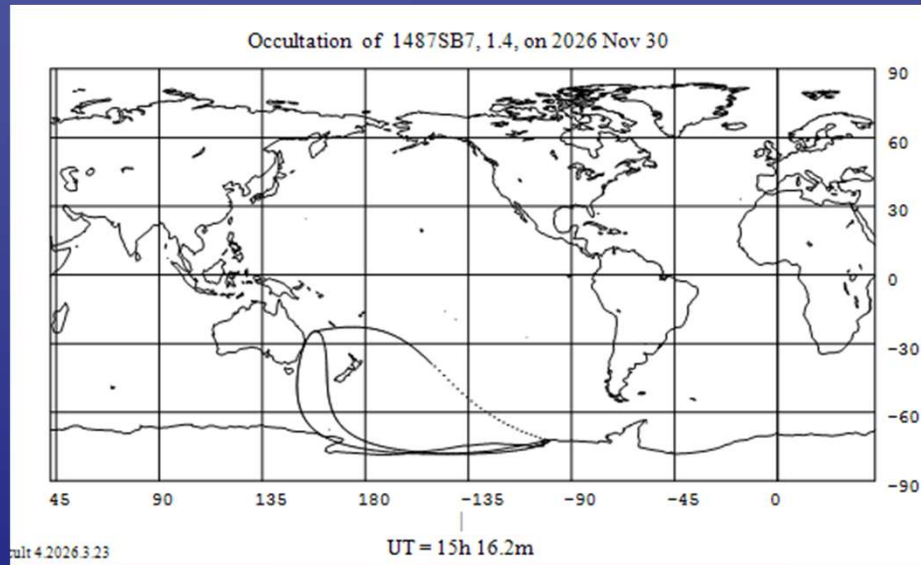 Occultation of 1487SB7, 1.4, on 2026 Nov 30
90
60
30
0
-30
-60
-90
45 90 135 180 -135 -90 -45 0
UT = 15h 16.2m
cult 4.2026.3.23